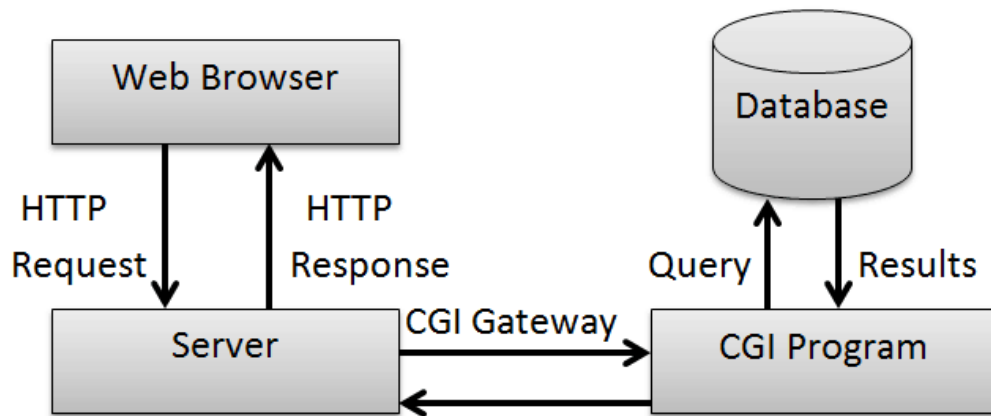 Web Browser
Database
HTTP
Request
HTTP
Response
Query
Results
Server
CGI Gateway
CGI Program